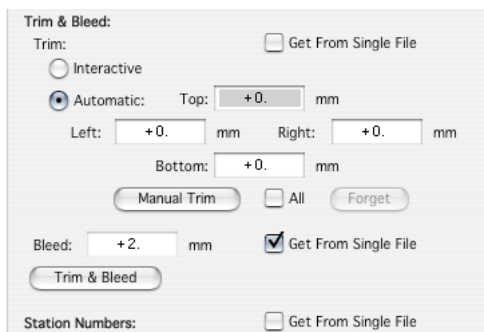 Trim & Bleed:
Trim: Get From Single File
Interactive
Automatic: Top: +0. mm
Left: +0. mm Right: +0. mm
Bottom: +0. mm
Manual Trim All Forget
Bleed: +2. mm Get From Single File
Trim & Bleed
Station Numbers: Get From Single File